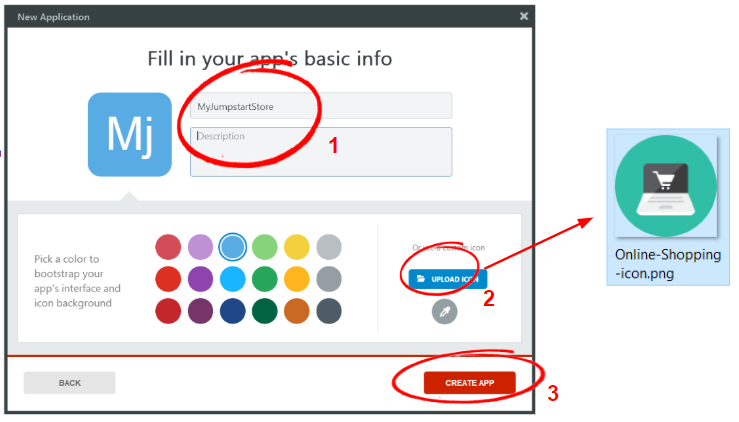 New Application
Fill in your app's basic info
Mj
MyJumpstartStore
Description
1
Pick a color to
bootstrap your
app's interface and
icon background
Or use a custom icon
UPLOAD ICON
2
Online-Shopping
-icon.png
BACK
CREATE APP
3